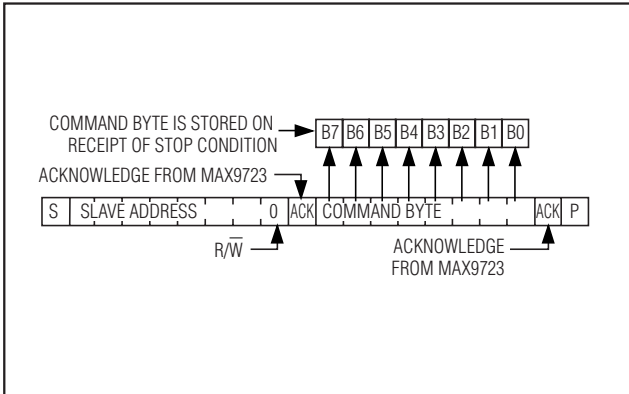 COMMAND BYTE IS STORED ON
RECEIPT OF STOP CONDITION
B7 B6 B5 B4 B3 B2 B1 B0
ACKNOWLEDGE FROM MAX9723
S SLAVE ADDRESS 0 ACK COMMAND BYTE ACK P
R/W̅
ACKNOWLEDGE
FROM MAX9723